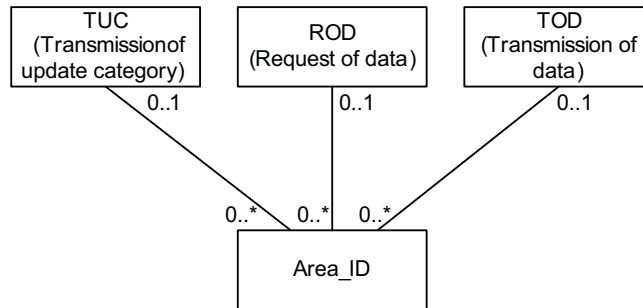 TUC
(Transmissionof
update category)
ROD
(Request of data)
TOD
(Transmission of
data)
0..1
0..1
0..1
0..*
0..*
0..*
Area_ID